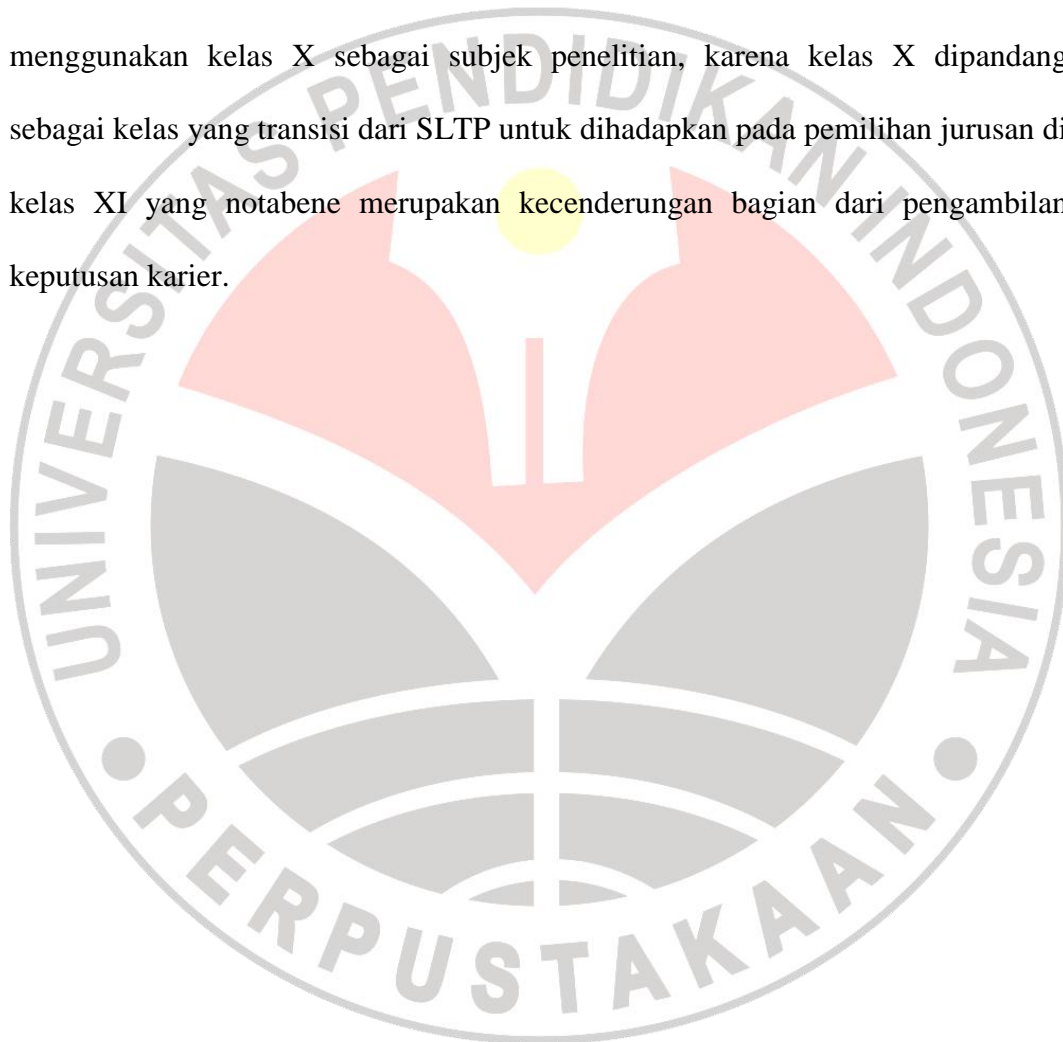 menggunakan kelas X sebagai subjek penelitian, karena kelas X dipandang
sebagai kelas yang transisi dari SLTP untuk dihadapkan pada pemilihan jurusan di
kelas XI yang notabene merupakan kecenderungan bagian dari pengambilan
keputusan karier.
UNIVERSITAS PENDIDIKAN INDONESIA
PERPUSTAKAAN